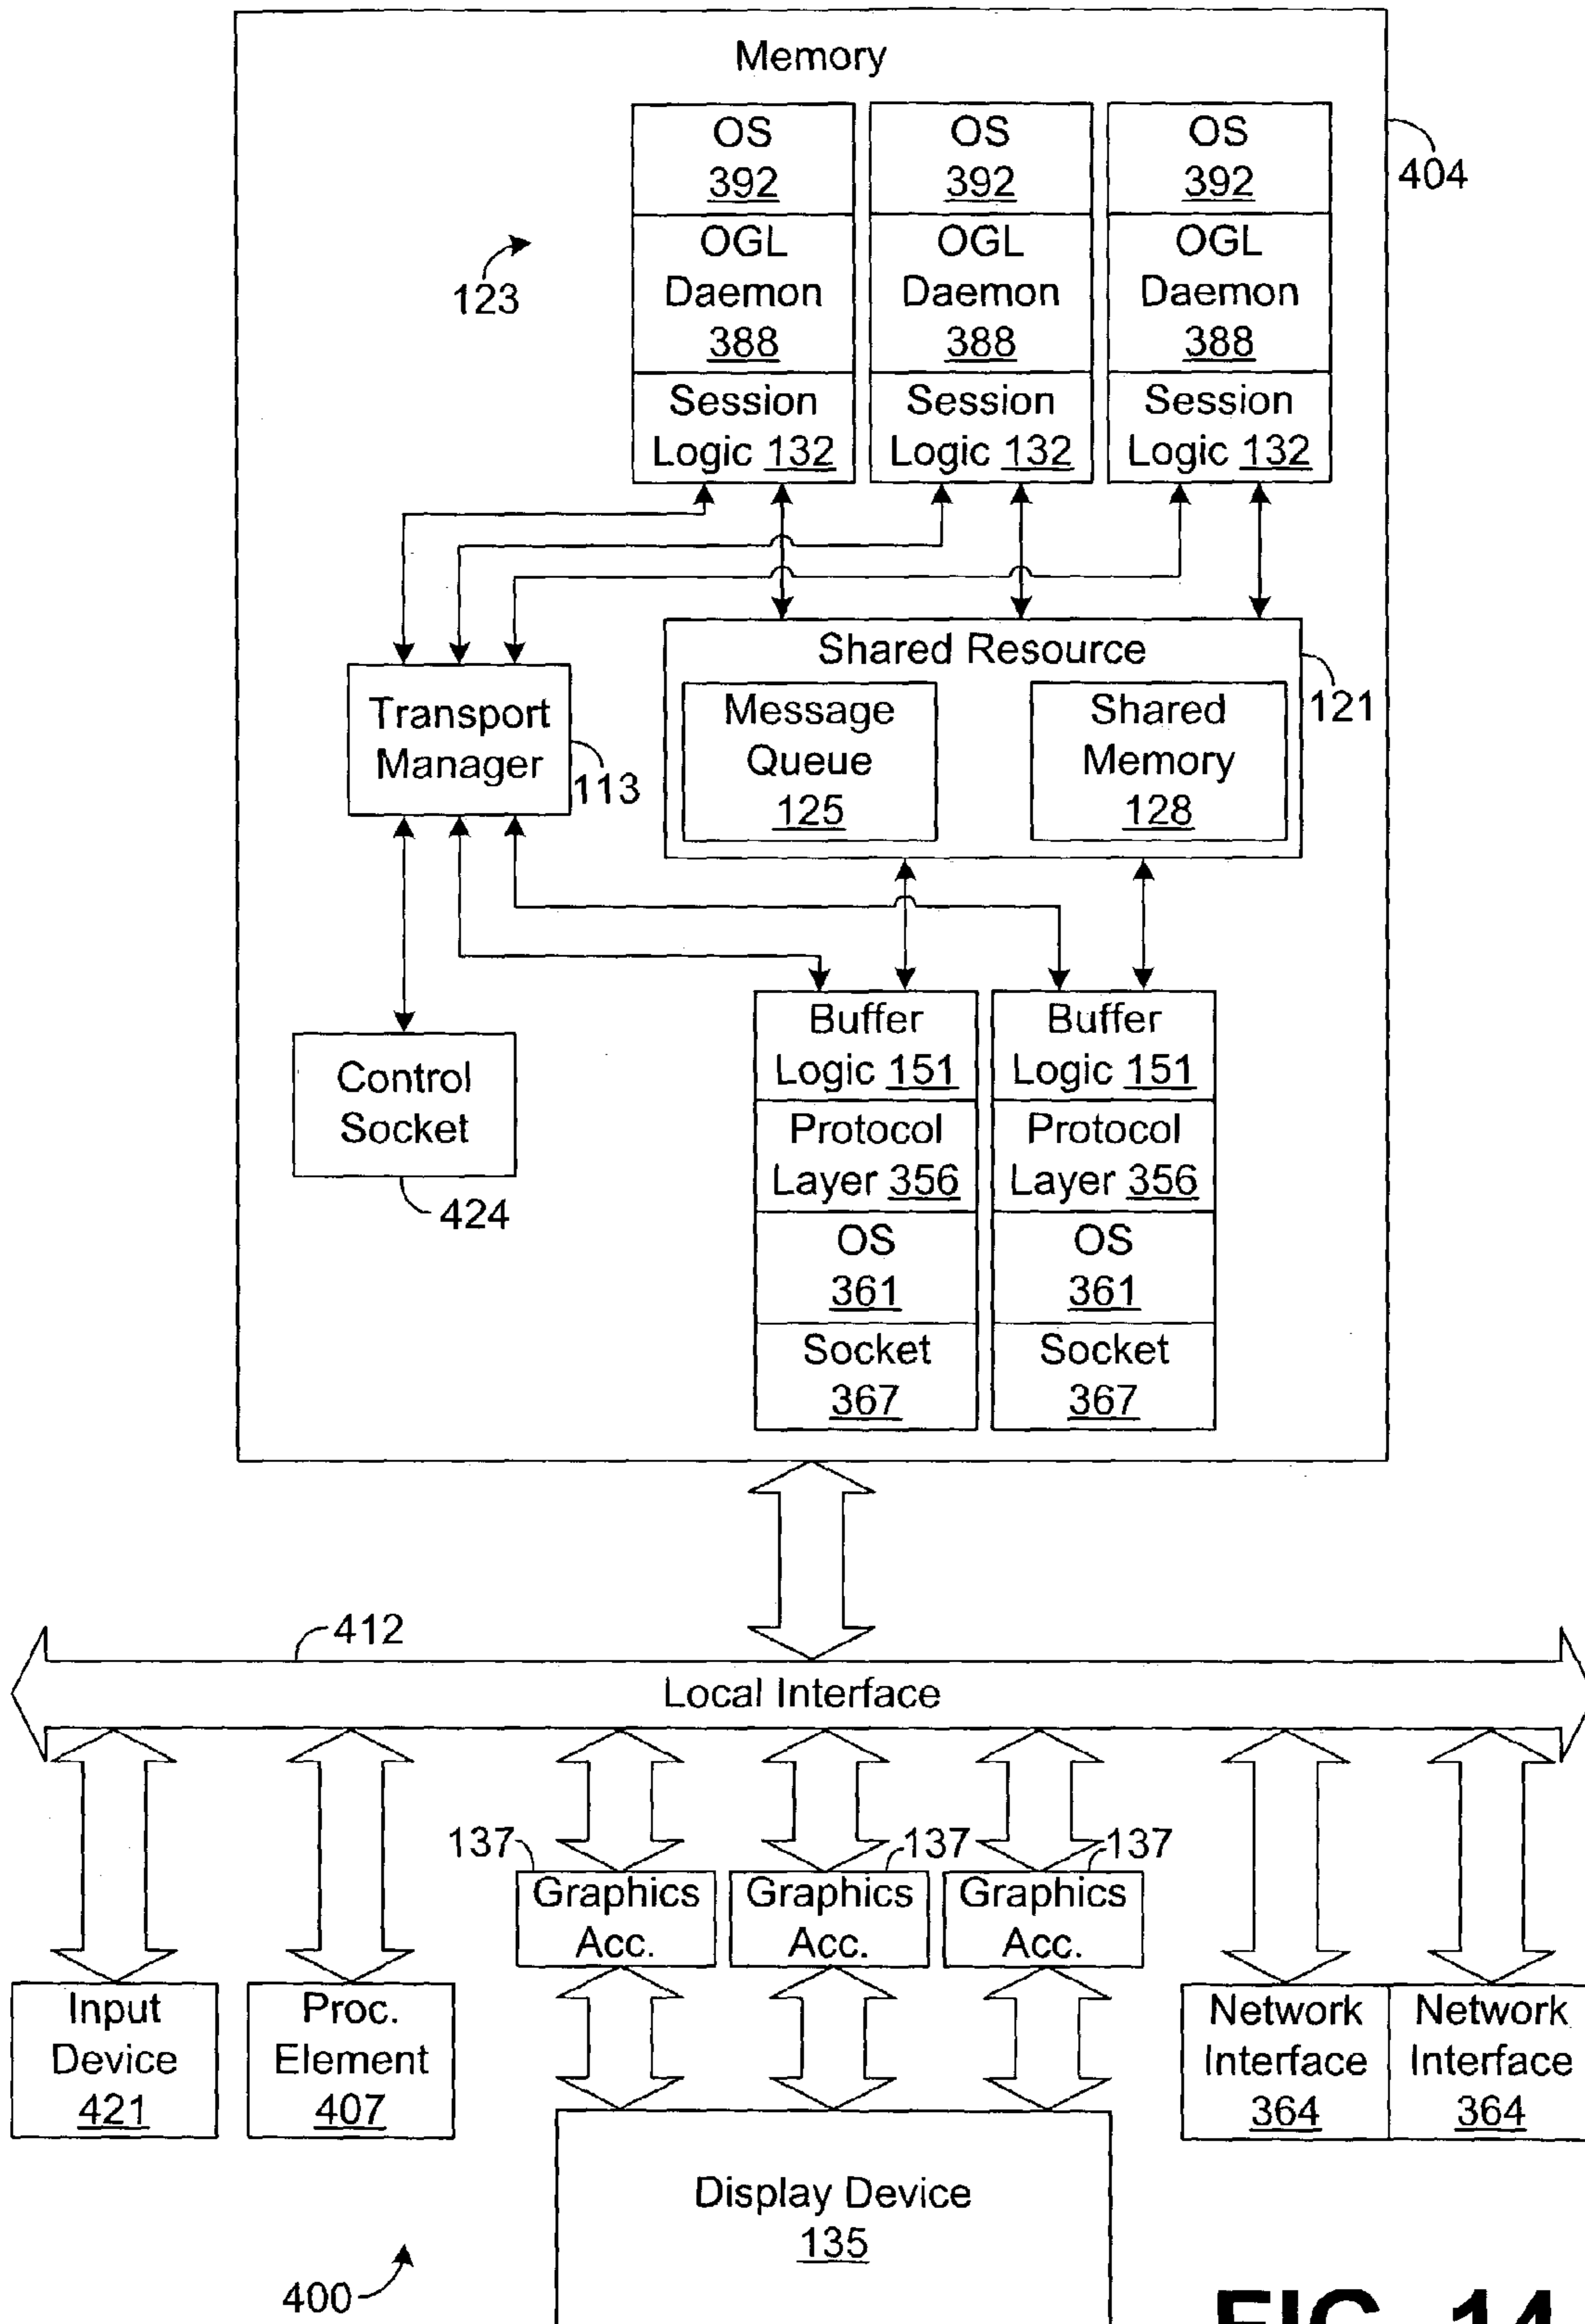 Memory
OS
392
OS
392
OS
392
404
OGL
Daemon
388
OGL
Daemon
388
OGL
Daemon
388
123
Session
Logic 132
Session
Logic 132
Session
Logic 132
Shared Resource
121
Transport
Manager
113
Message
Queue
125
Shared
Memory
128
Control
Socket
424
Buffer
Logic 151
Buffer
Logic 151
Protocol
Layer 356
Protocol
Layer 356
OS
361
OS
361
Socket
367
Socket
367
412
Local Interface
137
137
137
Graphics
Acc.
Graphics
Acc.
Graphics
Acc.
Input
Device
421
Proc.
Element
407
Network
Interface
364
Network
Interface
364
Display Device
135
400
FIG. 14